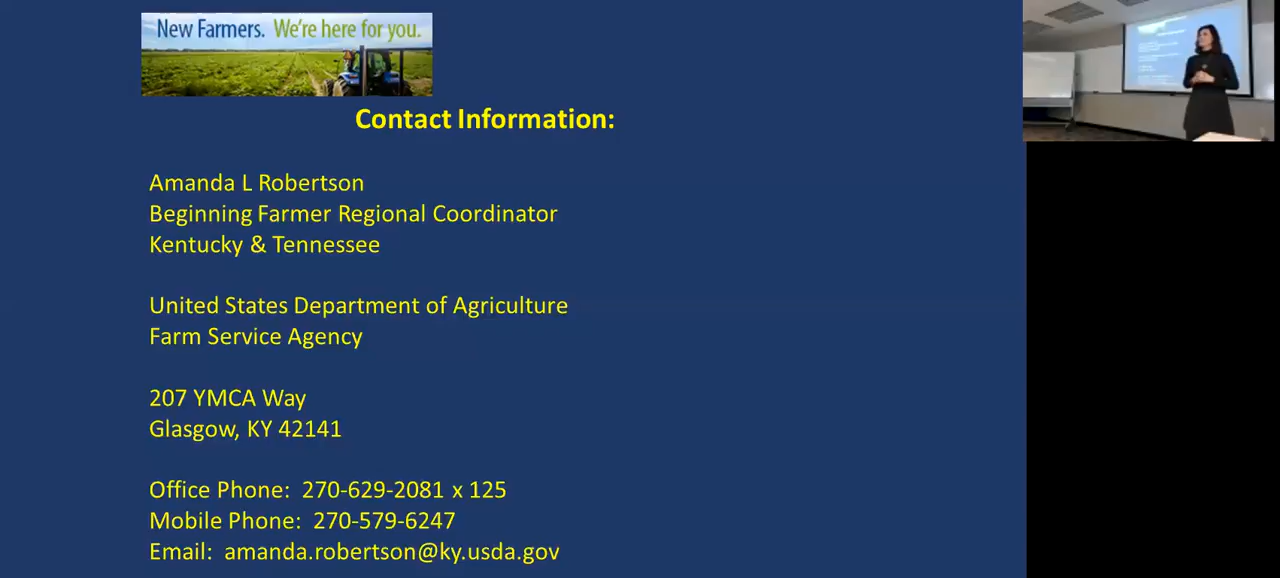 New Farmers. We're here for you.
Contact Information:
Amanda L Robertson
Beginning Farmer Regional Coordinator
Kentucky & Tennessee
United States Department of Agriculture
Farm Service Agency
207 YMCA Way
Glasgow, KY 42141
Office Phone: 270-629-2081 x 125
Mobile Phone: 270-579-6247
Email: amanda.robertson@ky.usda.gov